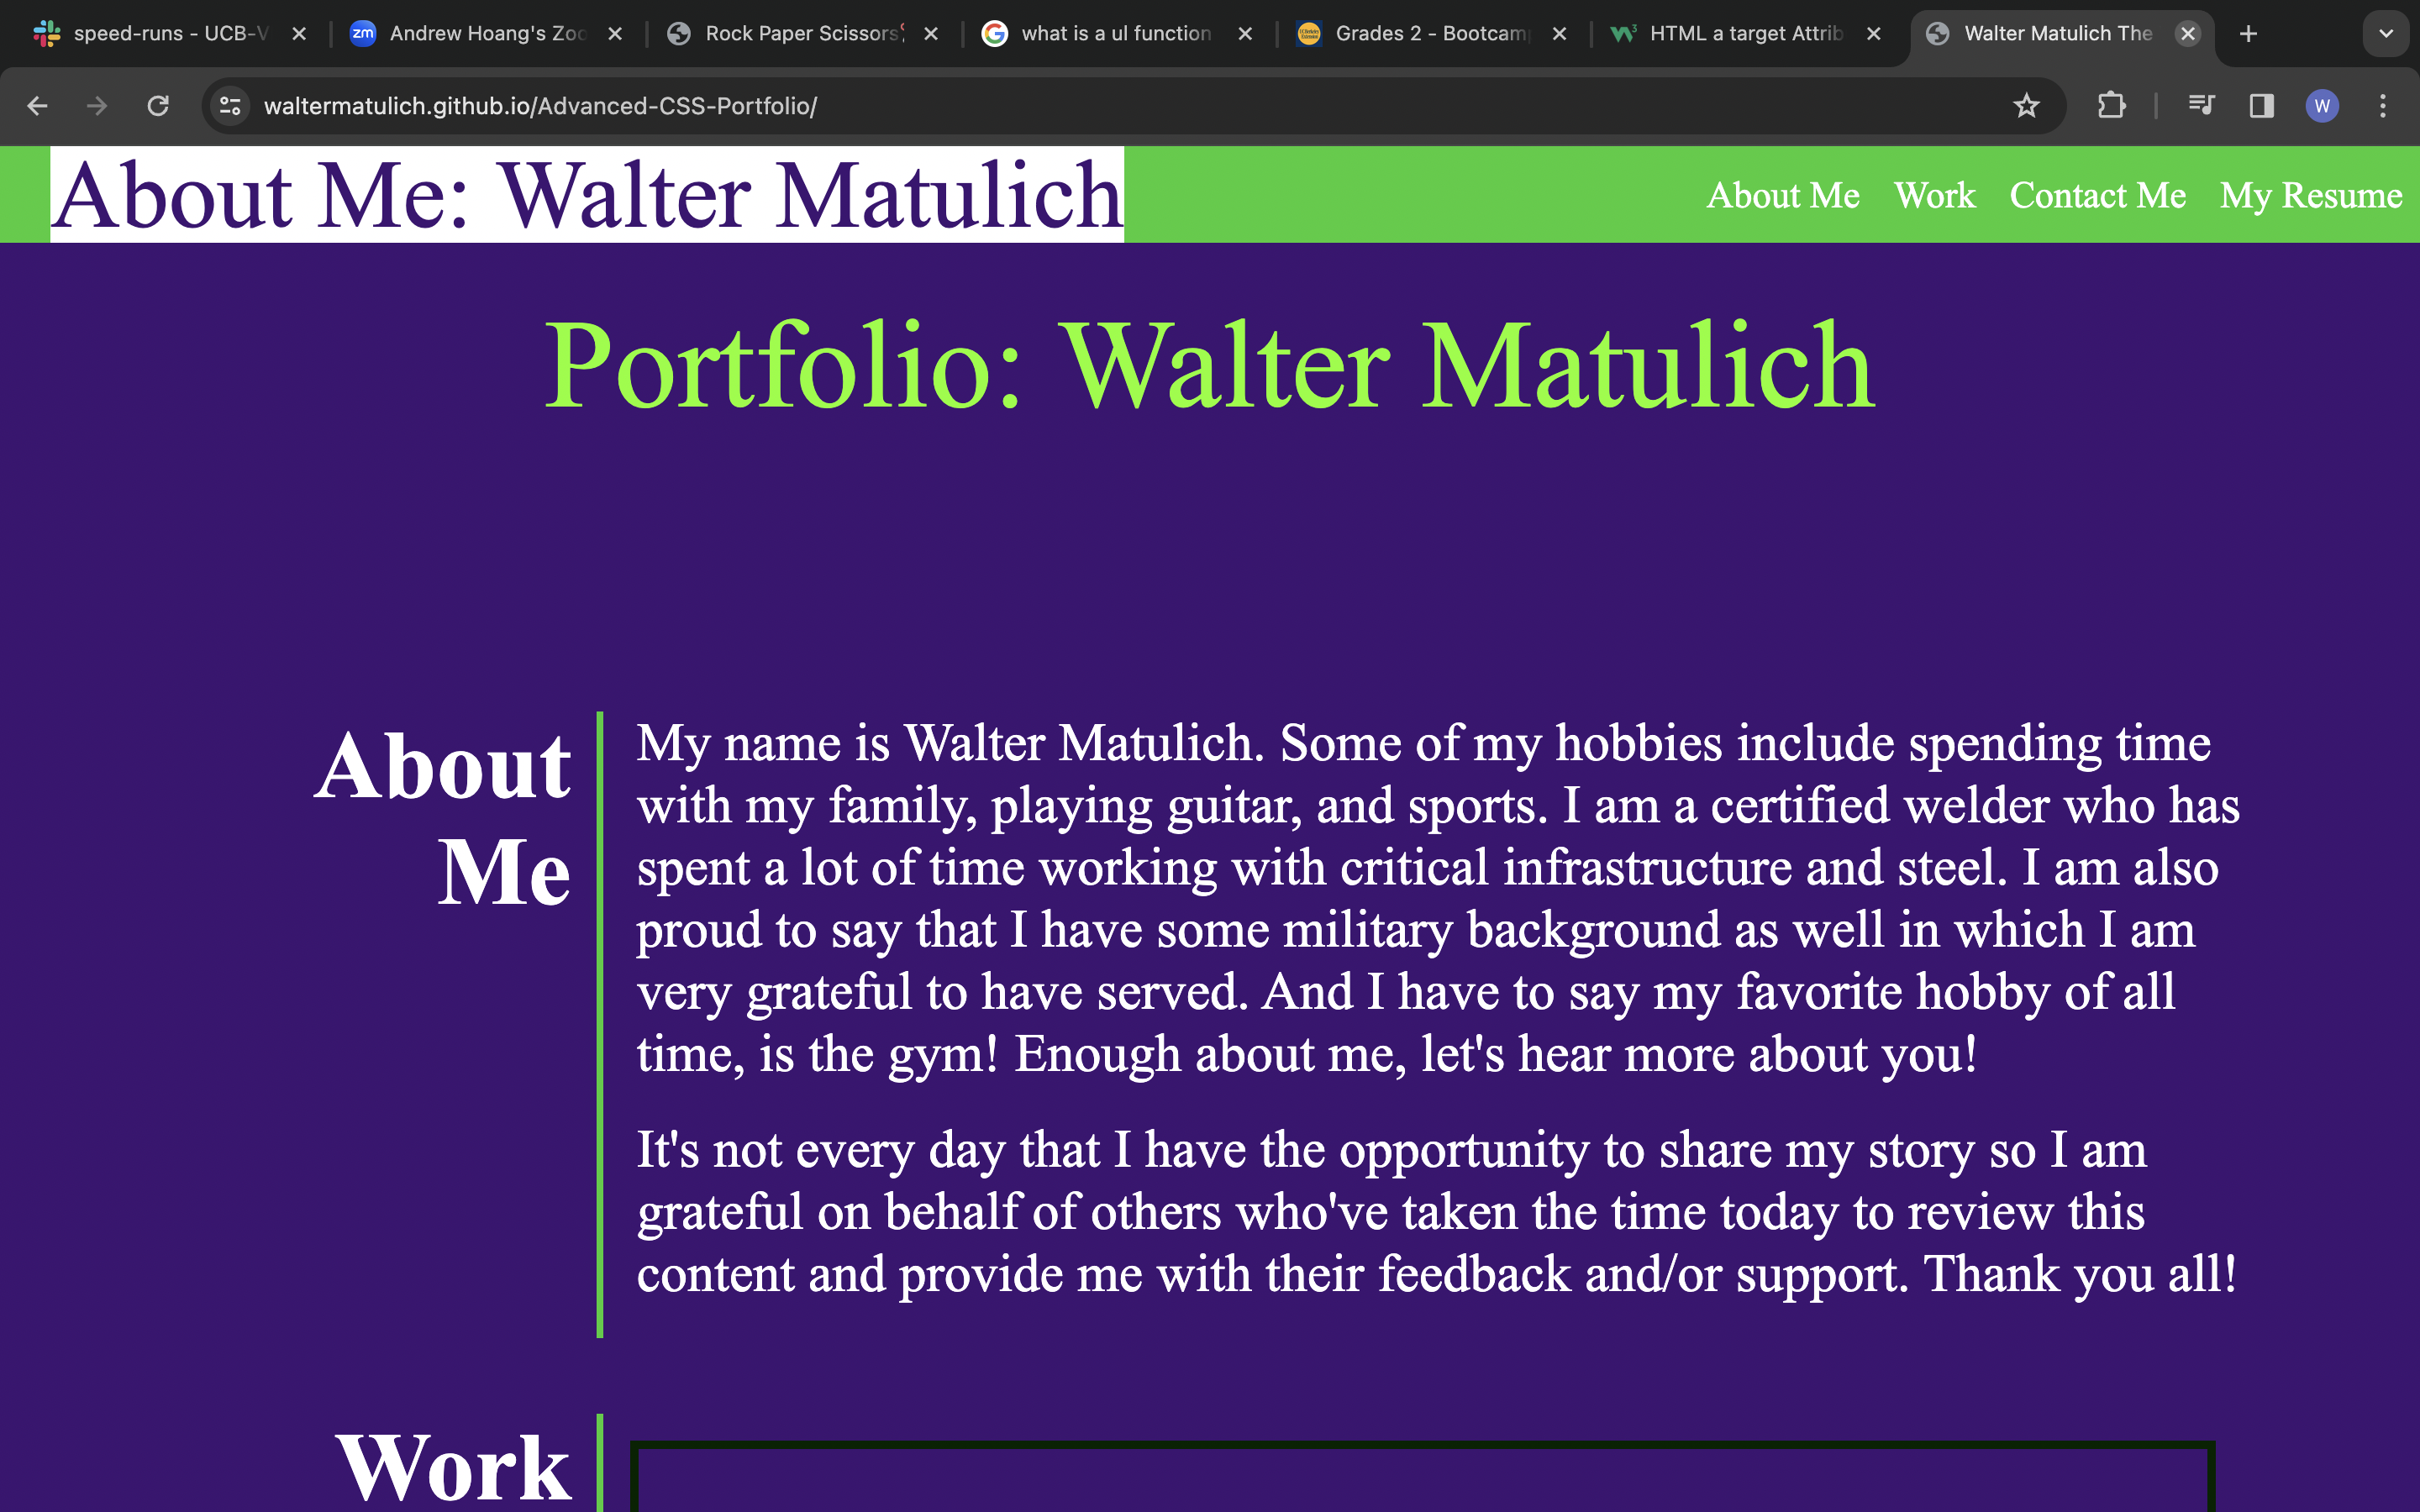 speed-runs - UCB-V
zm Andrew Hoang's Zoo
Rock Paper Scissors
what is a ul function
Grades 2 - Bootcam
HTML a target Attrib
Walter Matulich The
waltermatulich.github.io/Advanced-CSS-Portfolio/
W
About Me: Walter Matulich
About Me Work Contact Me My Resume
Portfolio: Walter Matulich
About
Me
My name is Walter Matulich. Some of my hobbies include spending time
with my family, playing guitar, and sports. I am a certified welder who has
spent a lot of time working with critical infrastructure and steel. I am also
proud to say that I have some military background as well in which I am
very grateful to have served. And I have to say my favorite hobby of all
time, is the gym! Enough about me, let's hear more about you!
It's not every day that I have the opportunity to share my story so I am
grateful on behalf of others who've taken the time today to review this
content and provide me with their feedback and/or support. Thank you all!
Work